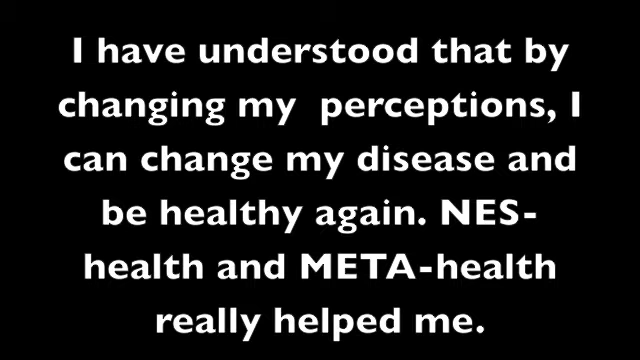 I have understood that by
changing my perceptions, I
can change my disease and
be healthy again. NES-
health and META-health
really helped me.